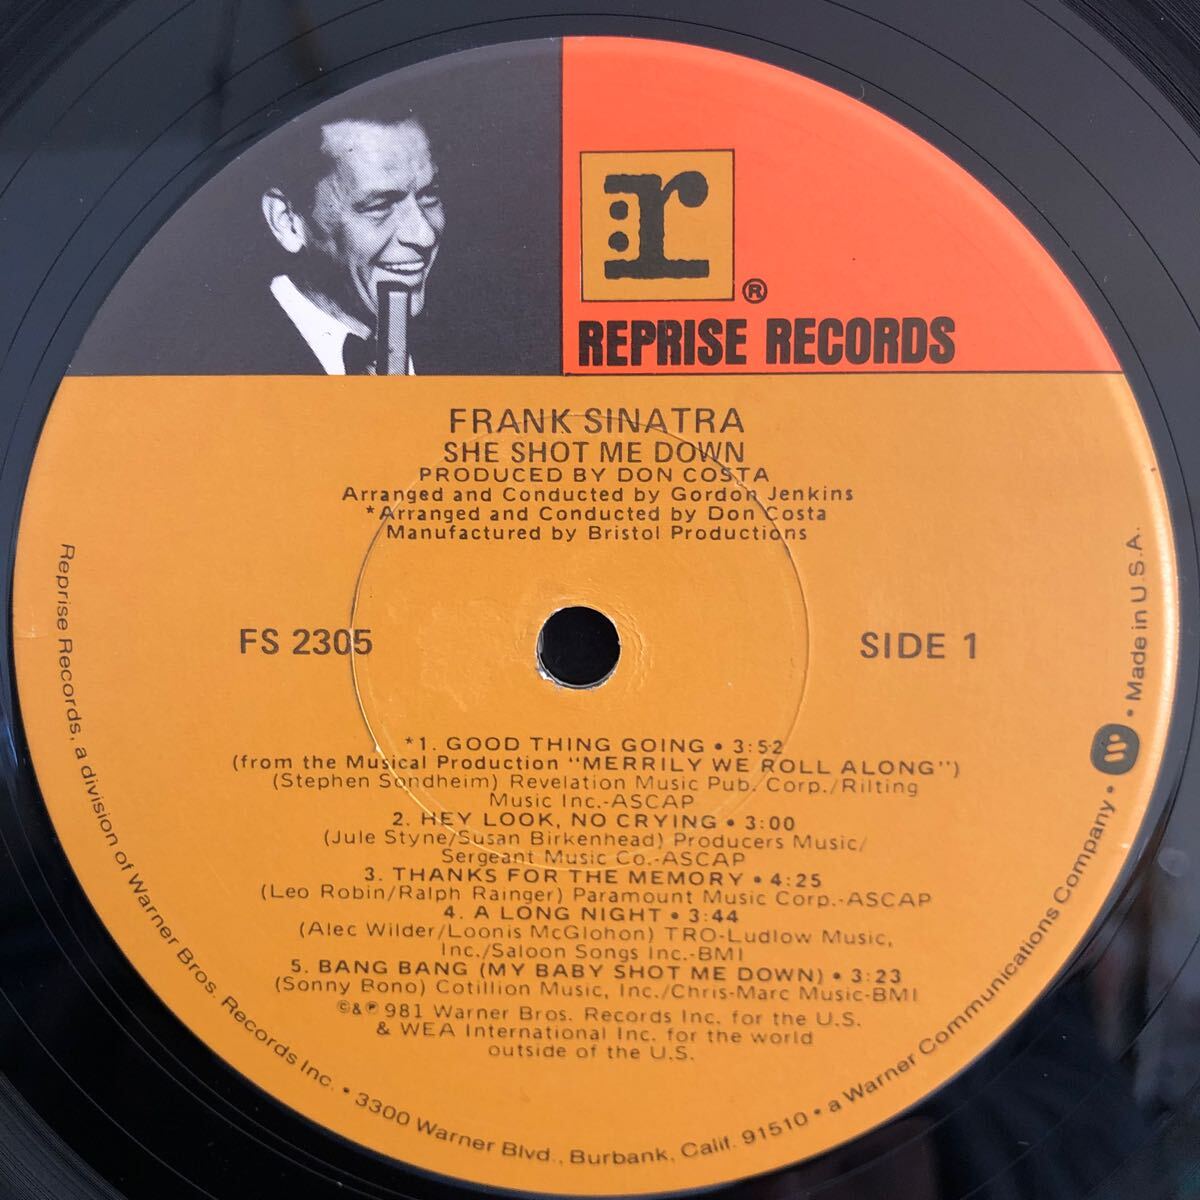 r
®
REPRISE RECORDS
FRANK SINATRA
SHE SHOT ME DOWN
PRODUCED BY DON COSTA
Arranged and Conducted by Gordon Jenkins
*Arranged and Conducted by Don Costa
Manufactured by Bristol Productions
FS 2305
SIDE 1
*1. GOOD THING GOING • 3:52
(from the Musical Production "MERRILY WE ROLL ALONG")
(Stephen Sondheim) Revelation Music Pub. Corp./Rilting
Music Inc.-ASCAP
2. HEY LOOK, NO CRYING • 3:00
(Jule Styne/Susan Birkenhead) Producers Music/
Sergeant Music Co.-ASCAP
3. THANKS FOR THE MEMORY • 4:25
(Leo Robin/Ralph Rainger) Paramount Music Corp.-ASCAP
4. A LONG NIGHT • 3:44
(Alec Wilder/Loonis McGlohon) TRO-Ludlow Music,
Inc./Saloon Songs Inc.-BMI
5. BANG BANG (MY BABY SHOT ME DOWN) • 3:23
(Sonny Bono) Cotillion Music, Inc./Chris-Marc Music-BMI
©&℗ 981 Warner Bros. Records Inc. for the U.S.
& WEA International Inc. for the world
outside of the U.S.
Reprise Records, a division of Warner Bros. Records Inc. • 3300 Warner Blvd., Burbank, Calif. 91510 • a Warner Communications Company • W • Made in U.S.A.